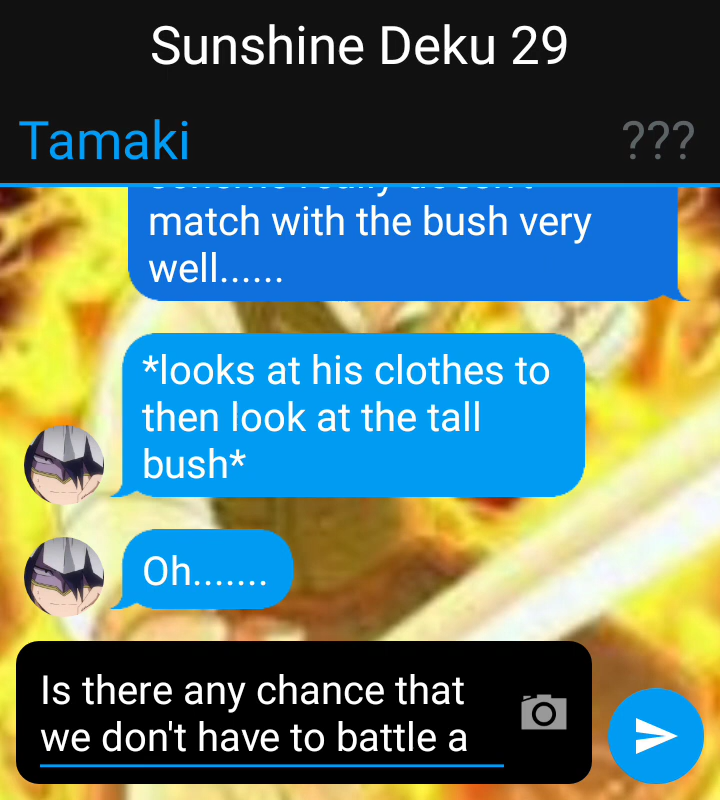 Sunshine Deku 29
Tamaki
???
match with the bush very
well......
*looks at his clothes to
then look at the tall
bush*
Oh.......
Is there any chance that
we don't have to battle a